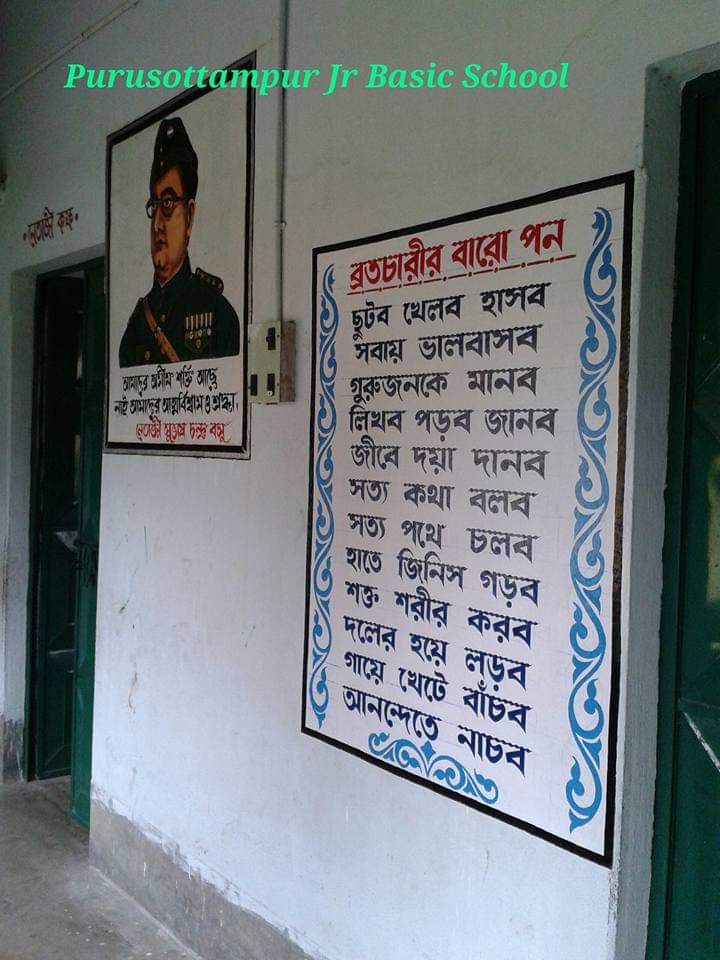 Purusottampur Jr Basic School
নেতাজী কক্ষ
আমাদের অসীম শক্তি আছে
নাই আমাদের আত্মবিশ্বাস ও শ্রদ্ধা,
নেতাজী সুভাষ চন্দ্র বসু
ব্রতচারীর বারো পন
ছুটব খেলব হাসব
সবায় ভালবাসব
গুরুজনকে মানব
লিখব পড়ব জানব
জীবে দয়া দানব
সত্য কথা বলব
সত্য পথে চলব
হাতে জিনিস গড়ব
শক্ত শরীর করব
দলের হয়ে লড়ব
গায়ে খেটে বাঁচব
আনন্দেতে নাচব